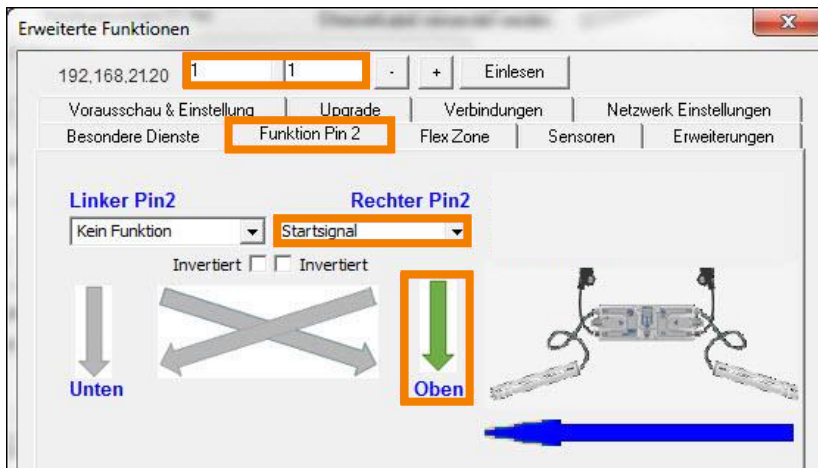 Erweiterte Funktionen
192,168,21,20 1 1 - + Einlesen
Vorausschau & Einstellung Upgrade Verbindungen Netzwerk Einstellungen
Besondere Dienste Funktion Pin 2 Flex Zone Sensoren Erweiterungen
Linker Pin2 Rechter Pin2
Kein Funktion Startsignal
Invertiert Invertiert
Unten Oben